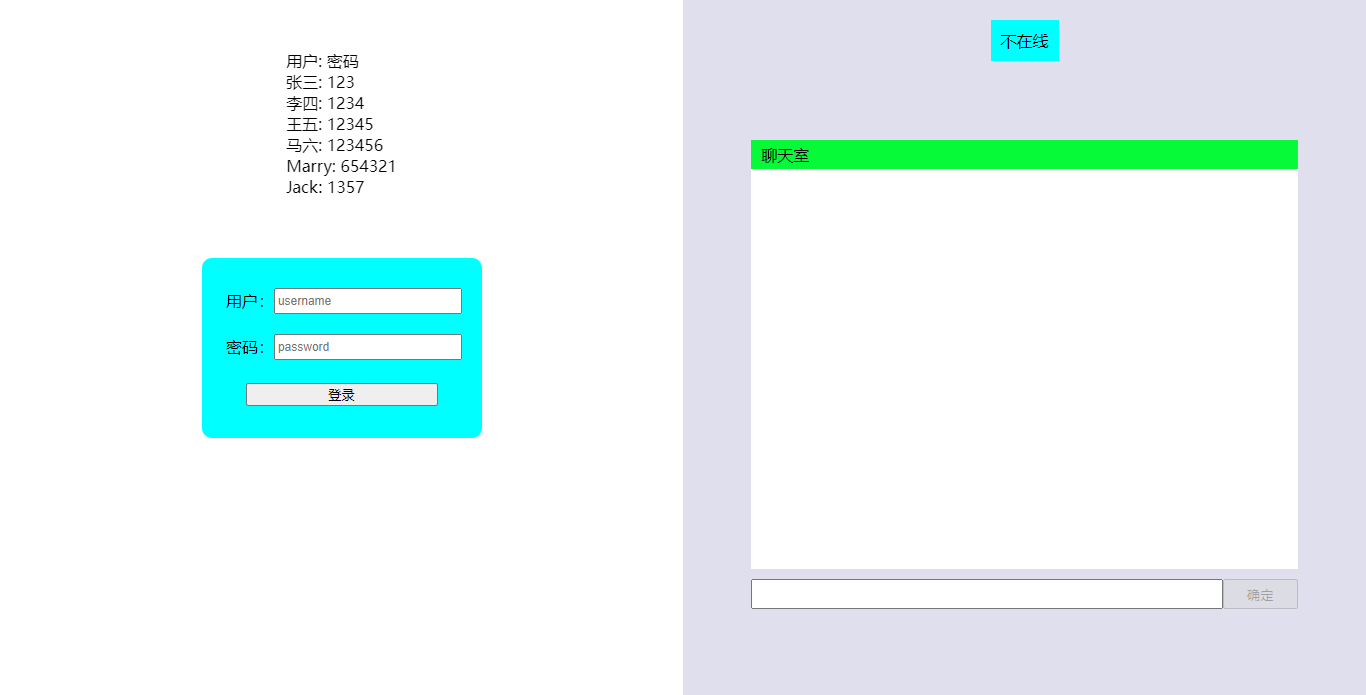 用户: 密码
张三: 123
李四: 1234
王五: 12345
马六: 123456
Marry: 654321
Jack: 1357
用户：
username
密码：
password
登录
不在线
聊天室
确定